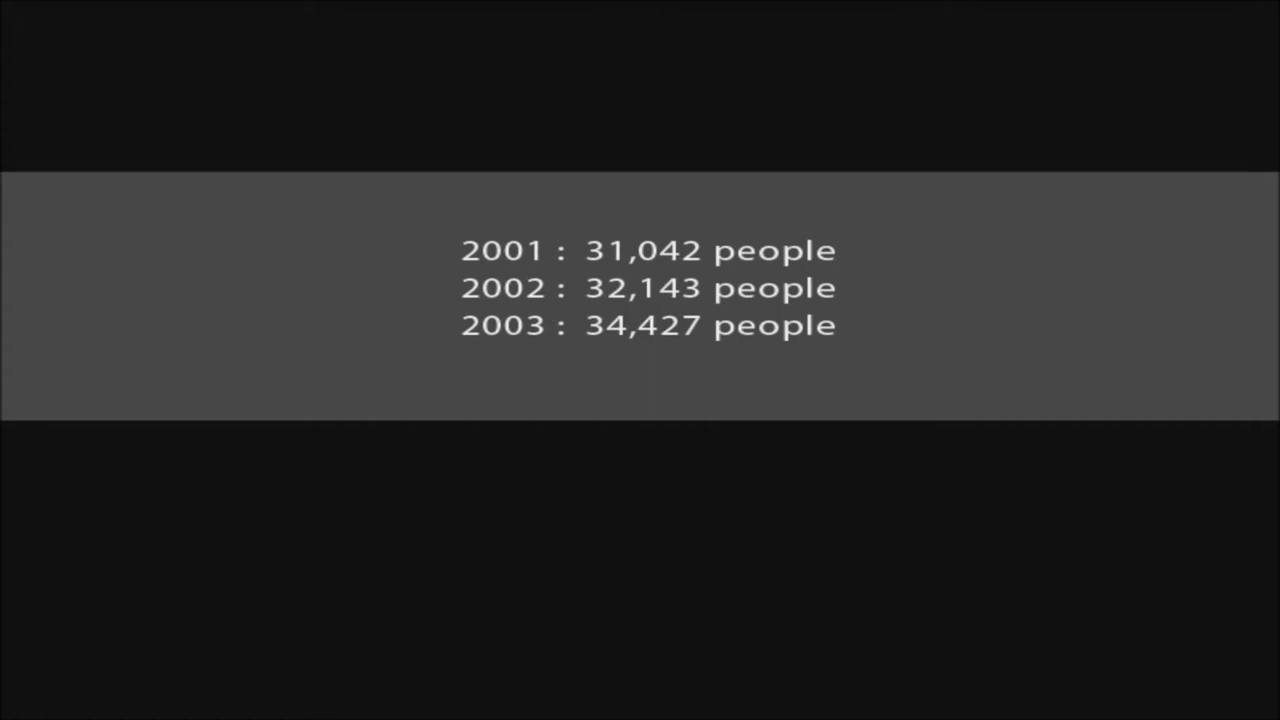 2001 : 31,042 people
2002 : 32,143 people
2003 : 34,427 people